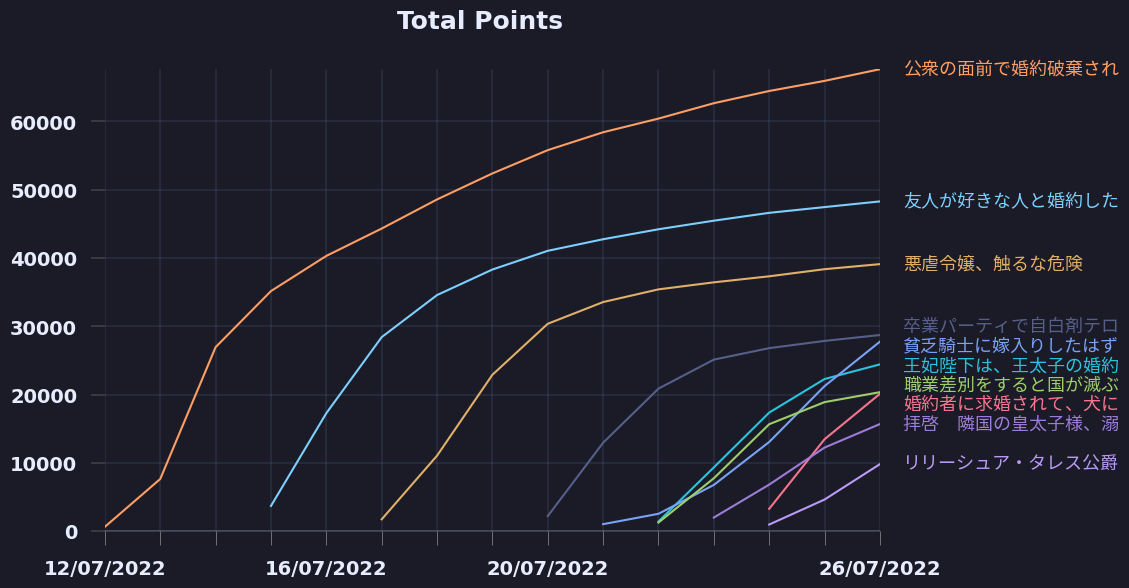 Total Points
60000
50000
40000
30000
20000
10000
0
12/07/2022
16/07/2022
20/07/2022
26/07/2022
公衆の面前で婚約破棄され
友人が好きな人と婚約した
悪虐令嬢、触るな危険
卒業パーティで自白剤テロ
貧乏騎士に嫁入りしたはず
王妃陛下は、王太子の婚約
職業差別をすると国が滅ぶ
婚約者に求婚されて、犬に
拝啓　隣国の皇太子様、溺
リリーシュア・タレス公爵